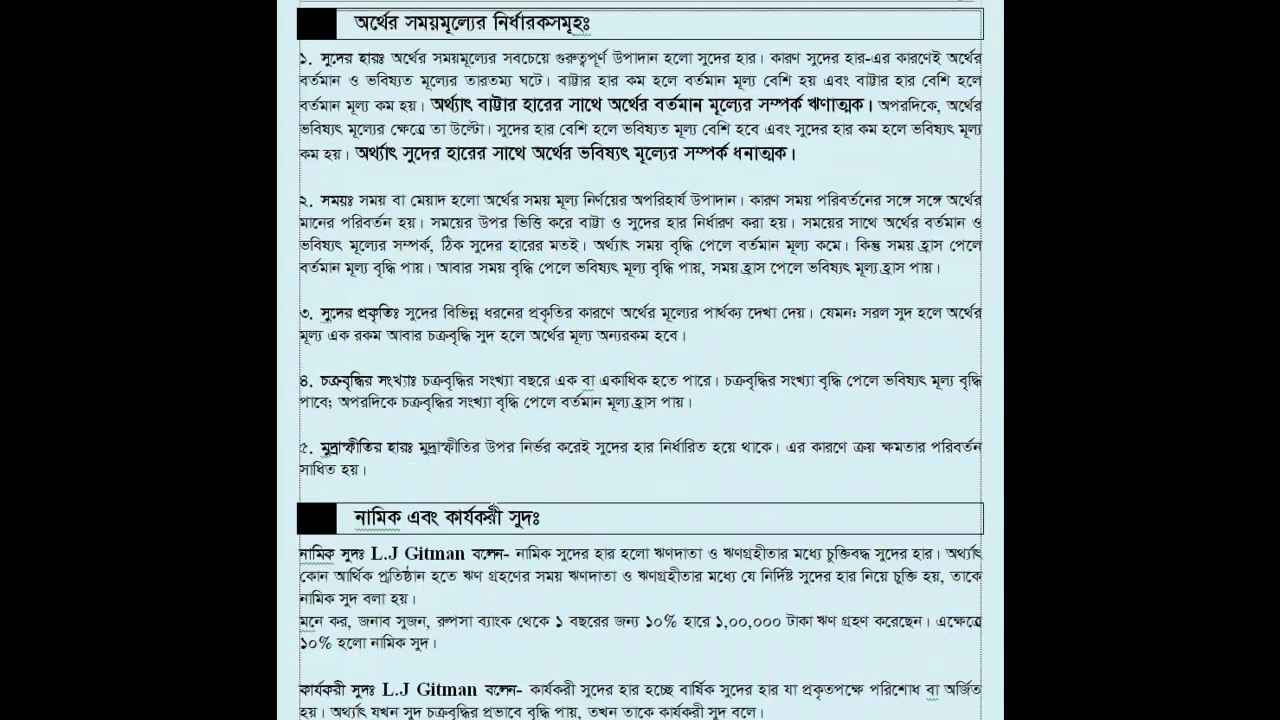 অর্থের সময়মূল্যের নির্ধারকসমূহঃ
১. সুদের হারঃ অর্থের সময়মূল্যের সবচেয়ে গুরুত্বপূর্ণ উপাদান হলো সুদের হার। কারণ সুদের হার-এর কারণেই অর্থের
বর্তমান ও ভবিষ্যত মূল্যের তারতম্য ঘটে। বাট্টার হার কম হলে বর্তমান মূল্য বেশি হয় এবং বাট্টার হার বেশি হলে
বর্তমান মূল্য কম হয়। অর্থ্যাৎ বাট্টার হারের সাথে অর্থের বর্তমান মূল্যের সম্পর্ক ঋণাত্মক। অপরদিকে, অর্থের
ভবিষ্যৎ মূল্যের ক্ষেত্রে তা উল্টো। সুদের হার বেশি হলে ভবিষ্যত মূল্য বেশি হবে এবং সুদের হার কম হলে ভবিষ্যৎ মূল্য
কম হয়। অর্থ্যাৎ সুদের হারের সাথে অর্থের ভবিষ্যৎ মূল্যের সম্পর্ক ধনাত্মক।
২. সময়ঃ সময় বা মেয়াদ হলো অর্থের সময় মূল্য নির্ণয়ের অপরিহার্য উপাদান। কারণ সময় পরিবর্তনের সঙ্গে সঙ্গে অর্থের
মানের পরিবর্তন হয়। সময়ের উপর ভিত্তি করে বাট্টা ও সুদের হার নির্ধারণ করা হয়। সময়ের সাথে অর্থের বর্তমান ও
ভবিষ্যৎ মূল্যের সম্পর্ক, ঠিক সুদের হারের মতই। অর্থ্যাৎ সময় বৃদ্ধি পেলে বর্তমান মূল্য কমে। কিন্তু সময় হ্রাস পেলে
বর্তমান মূল্য বৃদ্ধি পায়। আবার সময় বৃদ্ধি পেলে ভবিষ্যৎ মূল্য বৃদ্ধি পায়, সময় হ্রাস পেলে ভবিষ্যৎ মূল্য হ্রাস পায়।
৩. সুদের প্রকৃতিঃ সুদের বিভিন্ন ধরনের প্রকৃতির কারণে অর্থের মূল্যের পার্থক্য দেখা দেয়। যেমন: সরল সুদ হলে অর্থের
মূল্য এক রকম আবার চক্রবৃদ্ধি সুদ হলে অর্থের মূল্য অন্যরকম হবে।
৪. চক্রবৃদ্ধির সংখ্যাঃ চক্রবৃদ্ধির সংখ্যা বছরে এক বা একাধিক হতে পারে। চক্রবৃদ্ধির সংখ্যা বৃদ্ধি পেলে ভবিষ্যৎ মূল্য বৃদ্ধি
পাবে; অপরদিকে চক্রবৃদ্ধির সংখ্যা বৃদ্ধি পেলে বর্তমান মূল্য হ্রাস পায়।
৫. মুদ্রাস্ফীতির হারঃ মুদ্রাস্ফীতির উপর নির্ভর করেই সুদের হার নির্ধারিত হয়ে থাকে। এর কারণে ক্রয় ক্ষমতার পরিবর্তন
সাধিত হয়।
নামিক এবং কার্যকরী সুদঃ
নামিক সুদঃ L.J Gitman বলেন- নামিক সুদের হার হলো ঋণদাতা ও ঋণগ্রহীতার মধ্যে চুক্তিবদ্ধ সুদের হার। অর্থ্যাৎ
কোন আর্থিক প্রতিষ্ঠান হতে ঋণ গ্রহণের সময় ঋণদাতা ও ঋণগ্রহীতার মধ্যে যে নির্দিষ্ট সুদের হার নিয়ে চুক্তি হয়, তাকে
নামিক সুদ বলা হয়।
মনে কর, জনাব সুজন, রুপসা ব্যাংক থেকে ১ বছরের জন্য ১০% হারে ১,০০,০০০ টাকা ঋণ গ্রহণ করেছেন। এক্ষেত্রে
১০% হলো নামিক সুদ।
কার্যকরী সুদঃ L.J Gitman বলেন- কার্যকরী সুদের হার হচ্ছে বার্ষিক সুদের হার যা প্রকৃতপক্ষে পরিশোধ বা অর্জিত
হয়। অর্থ্যাৎ যখন সুদ চক্রবৃদ্ধির প্রভাবে বৃদ্ধি পায়, তখন তাকে কার্যকরী সুদ বলে।